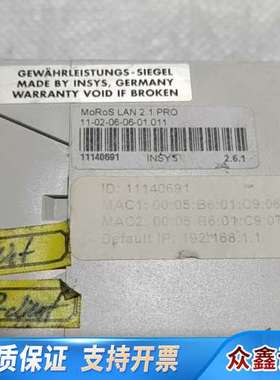 GEWÄHRLEISTUNGS - SIEGEL
MADE BY INSYS, GERMANY
WARRANTY VOID IF BROKEN
MoRoS LAN 2.1 PRO
11-02-06-06-01.011
11140691 INSYS 2.6.1
ID: 11140691
MAC1: 00:05:B6:01:C9:06
MAC2: 00:05:B6:01:C9:07
Default IP: 192.168.1.1
质保证 支持退换 众鑫